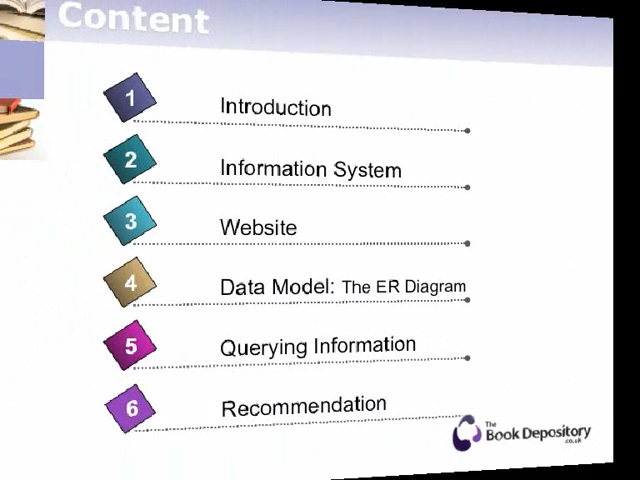 Content
1 Introduction
2 Information System
3 Website
4 Data Model: The ER Diagram
5 Querying Information
6 Recommendation
The
Book Depository
.co.uk